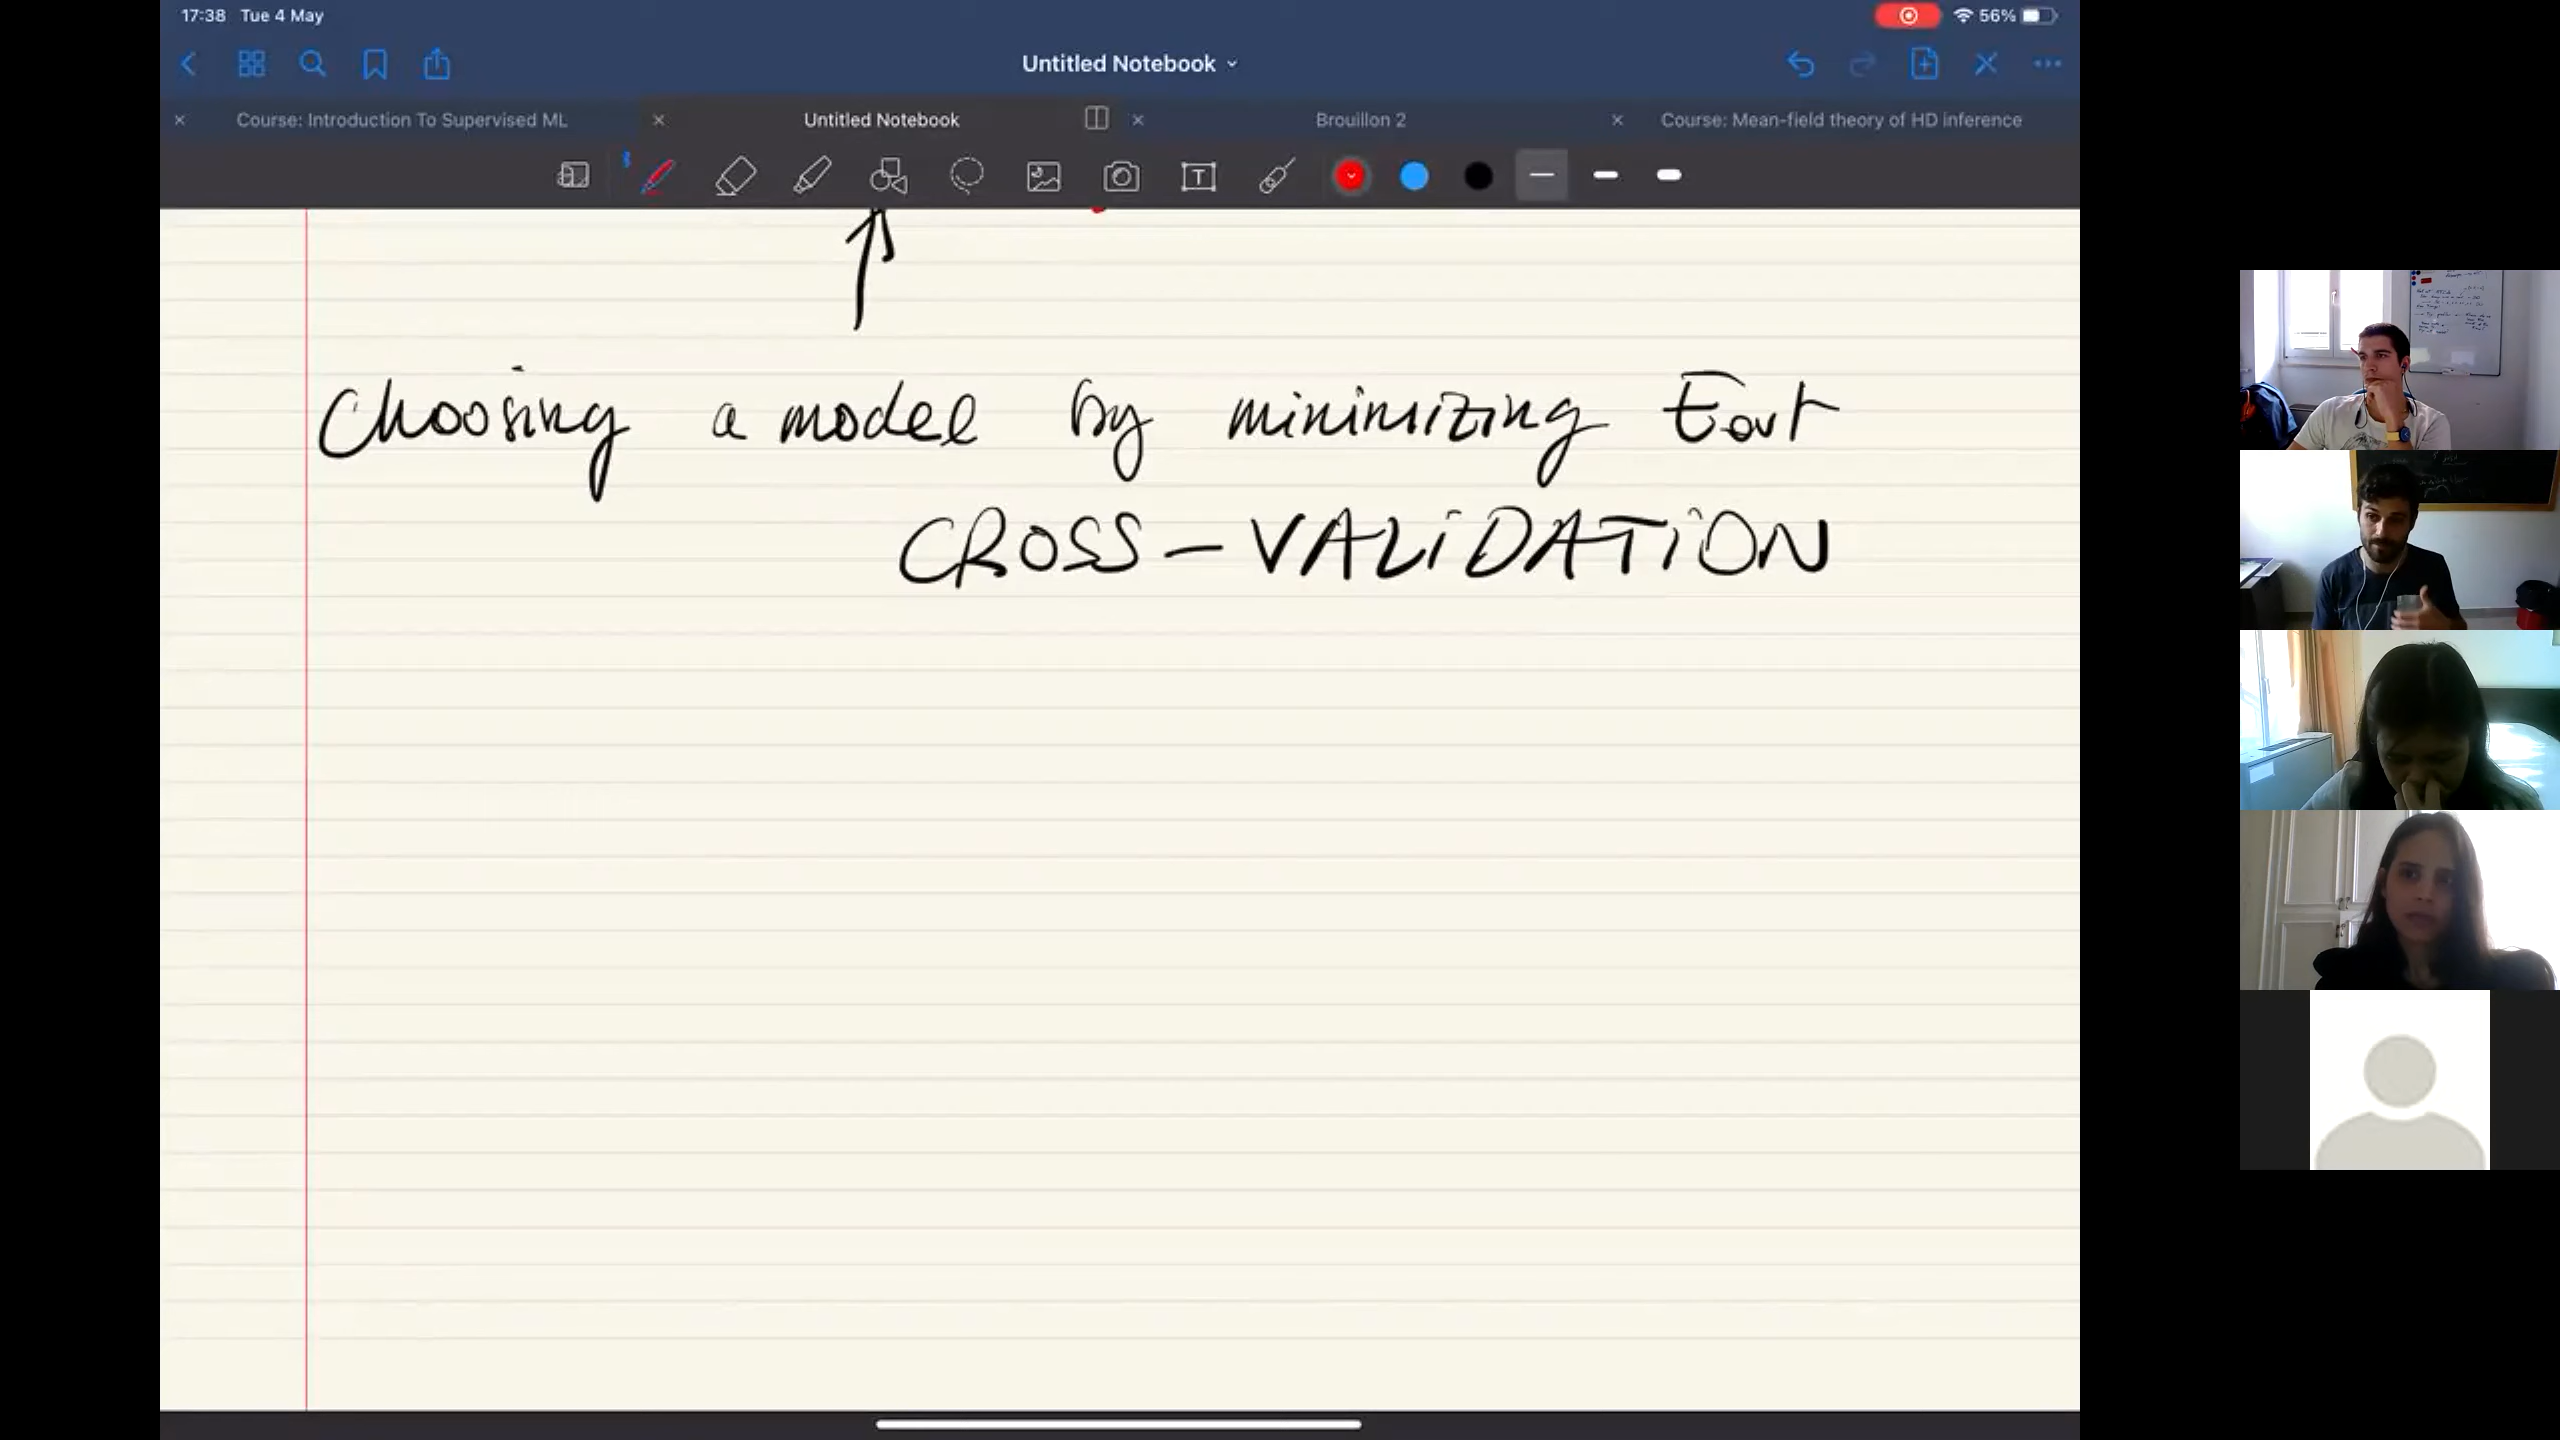 17:38 Tue 4 May 56%
Untitled Notebook
Course: Introduction To Supervised ML Untitled Notebook Brouillon 2 Course: Mean-field theory of HD inference
T
Choosing a model by minimizing Eout
CROSS-VALIDATION